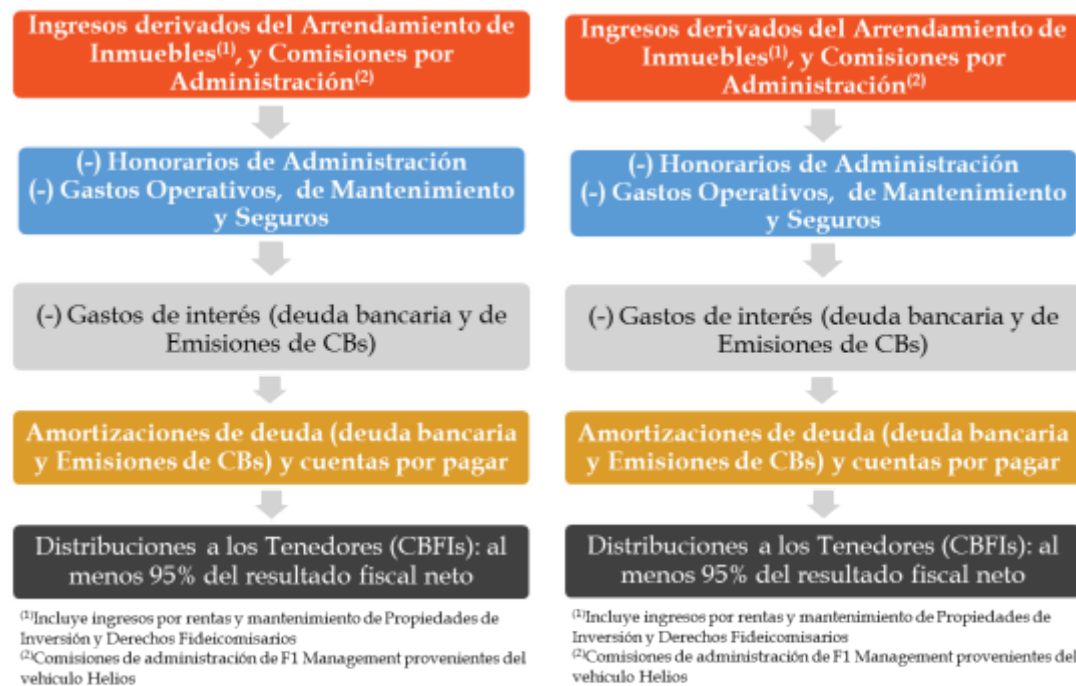 Ingresos derivados del Arrendamiento de
Inmuebles(1), y Comisiones por
Administración(2)
(-) Honorarios de Administración
(-) Gastos Operativos, de Mantenimiento
y Seguros
(-) Gastos de interés (deuda bancaria y de
Emisiones de CBs)
Amortizaciones de deuda (deuda bancaria
y Emisiones de CBs) y cuentas por pagar
Distribuciones a los Tenedores (CBFIs): al
menos 95% del resultado fiscal neto
(1)Incluye ingresos por rentas y mantenimiento de Propiedades de
Inversión y Derechos Fideicomisarios
(2)Comisiones de administración de F1 Management provenientes del
vehículo Helios
Ingresos derivados del Arrendamiento de
Inmuebles(1), y Comisiones por
Administración(2)
(-) Honorarios de Administración
(-) Gastos Operativos, de Mantenimiento
y Seguros
(-) Gastos de interés (deuda bancaria y de
Emisiones de CBs)
Amortizaciones de deuda (deuda bancaria
y Emisiones de CBs) y cuentas por pagar
Distribuciones a los Tenedores (CBFIs): al
menos 95% del resultado fiscal neto
(1)Incluye ingresos por rentas y mantenimiento de Propiedades de
Inversión y Derechos Fideicomisarios
(2)Comisiones de administración de F1 Management provenientes del
vehículo Helios